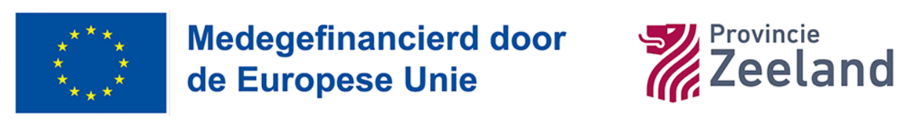 Medegefinancierd door
de Europese Unie
Provincie
Zeeland